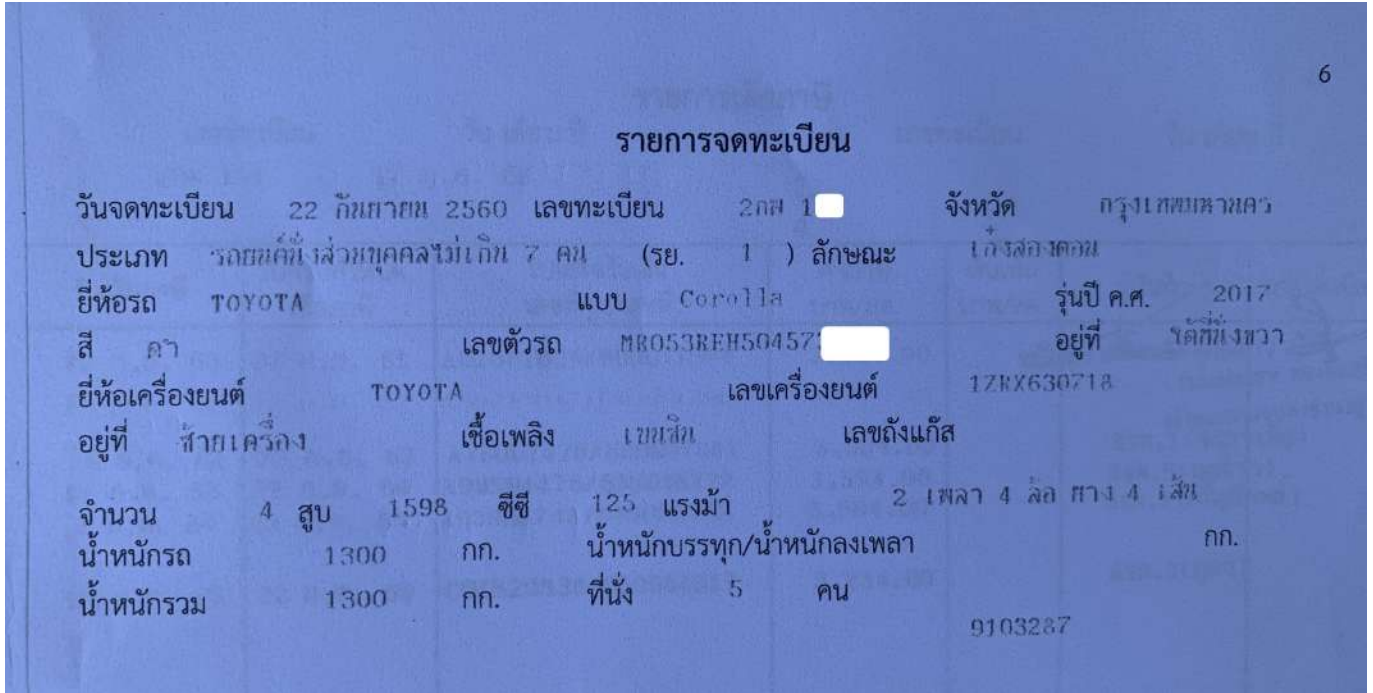 6
รายการจดทะเบียน
วันจดทะเบียน 22 กันยายน 2560 เลขทะเบียน 2กพ 1 จังหวัด กรุงเทพมหานคร
ประเภท รถยนต์นั่งส่วนบุคคลไม่เกิน 7 คน (รย. 1 ) ลักษณะ เก๋งสองตอน
ยี่ห้อรถ TOYOTA แบบ Corolla รุ่นปี ค.ศ. 2017
สี ดำ เลขตัวรถ MR053REH50457 อยู่ที่ ใต้ที่นั่งขวา
ยี่ห้อเครื่องยนต์ TOYOTA เลขเครื่องยนต์ 1ZRX630718
อยู่ที่ ซ้ายเครื่อง เชื้อเพลิง เบนซิน เลขถังแก๊ส
จำนวน 4 สูบ 1598 ซีซี 125 แรงม้า 2 เพลา 4 ล้อ ยาง 4 เส้น
น้ำหนักรถ 1300 กก. น้ำหนักบรรทุก/น้ำหนักลงเพลา กก.
น้ำหนักรวม 1300 กก. ที่นั่ง 5 คน
9103287